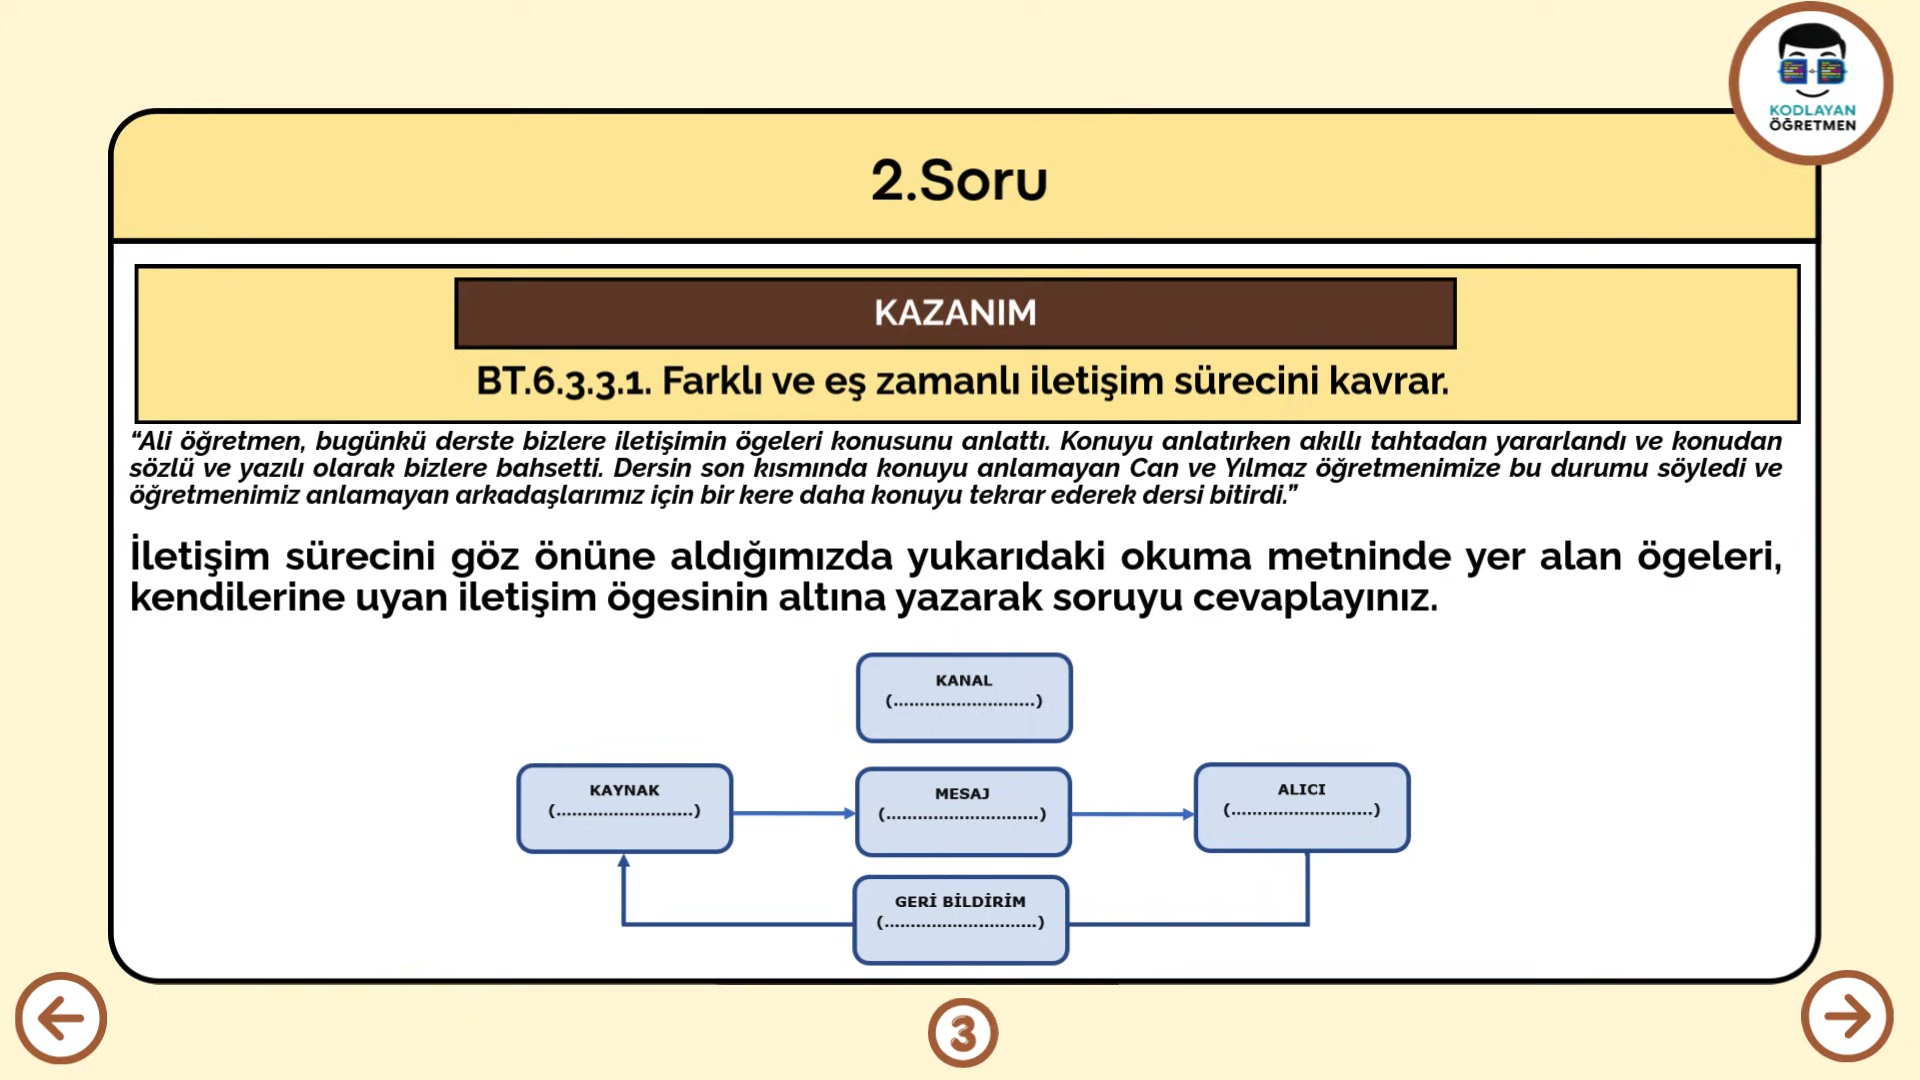 KODLAYAN
ÖĞRETMEN
2.Soru
KAZANIM
BT.6.3.3.1. Farklı ve eş zamanlı iletişim sürecini kavrar.
“Ali öğretmen, bugünkü derste bizlere iletişimin ögeleri konusunu anlattı. Konuyu anlatırken akıllı tahtadan yararlandı ve konudan
sözlü ve yazılı olarak bizlere bahsetti. Dersin son kısmında konuyu anlamayan Can ve Yılmaz öğretmenimize bu durumu söyledi ve
öğretmenimiz anlamayan arkadaşlarımız için bir kere daha konuyu tekrar ederek dersi bitirdi.”
İletişim sürecini göz önüne aldığımızda yukarıdaki okuma metninde yer alan ögeleri,
kendilerine uyan iletişim ögesinin altına yazarak soruyu cevaplayınız.
KANAL
(...........................)
KAYNAK
(..........................)
MESAJ
(.............................)
ALICI
(...........................)
GERİ BİLDİRİM
(.............................)
3